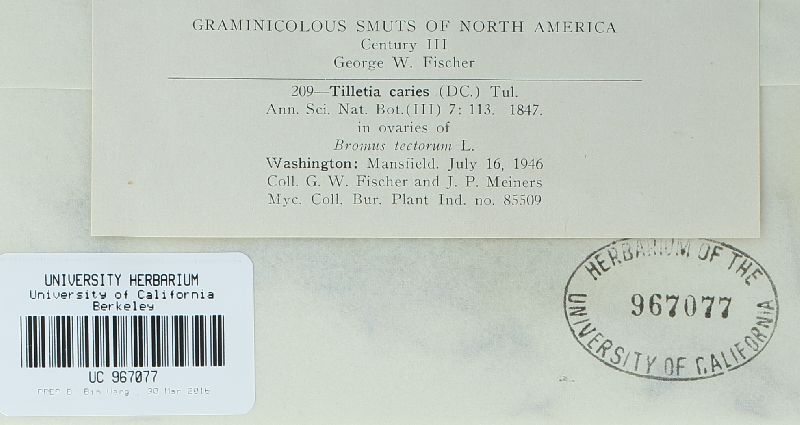 GRAMINICOLOUS SMUTS OF NORTH AMERICA
Century III
George W. Fischer
209—Tilletia caries (DC.) Tul.
Ann. Sci. Nat. Bot.(III) 7: 113. 1847.
in ovaries of
Bromus tectorum L.
Washington: Mansfield. July 16, 1946
Coll. G. W. Fischer and J. P. Meiners
Myc. Coll. Bur. Plant Ind. no. 85509
HERBARIUM OF THE
967077
UNIVERSITY OF CALIFORNIA
UNIVERSITY HERBARIUM
University of California
Berkeley
UC 967077
30 Mar 2016